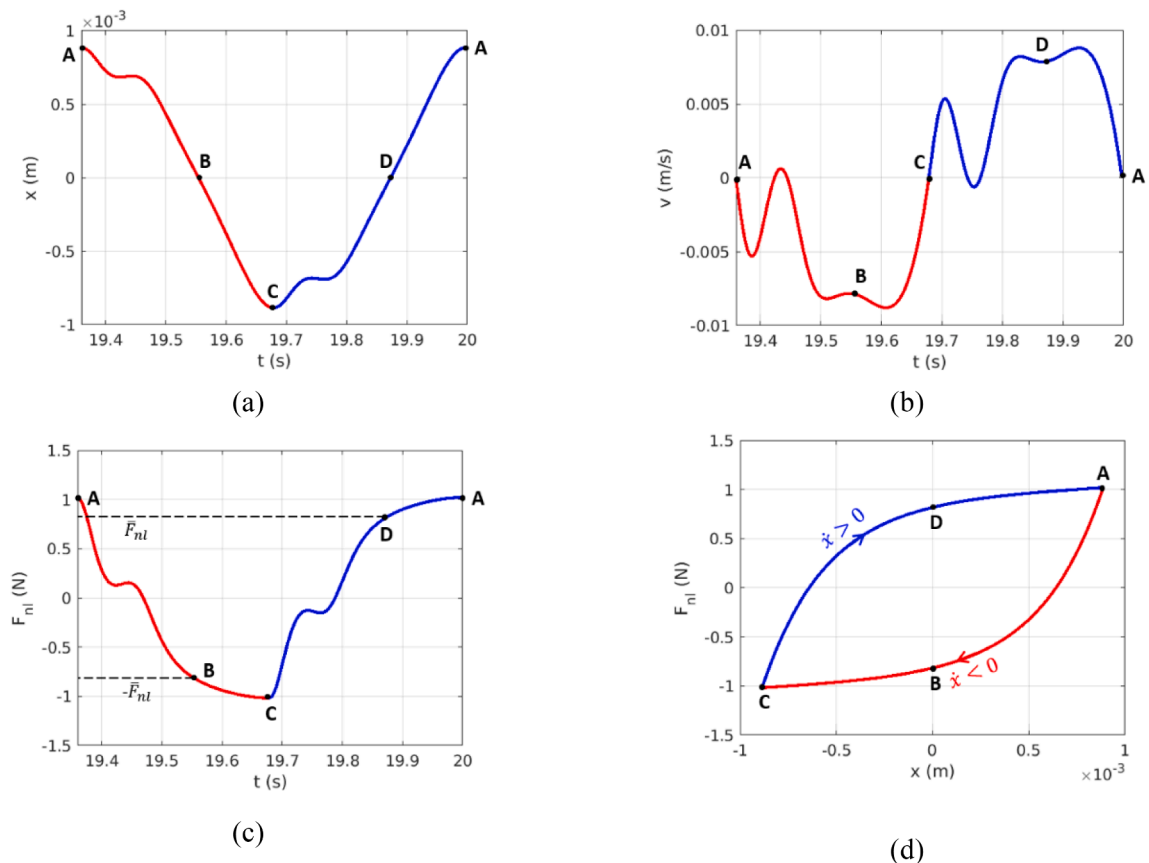 ×10⁻³
1
0.5
0
-0.5
-1
x (m)
A
B
C
D
A
19.4 19.5 19.6 19.7 19.8 19.9 20
t (s)
(a)
0.01
0.005
0
-0.005
-0.01
v (m/s)
A
B
C
D
A
19.4 19.5 19.6 19.7 19.8 19.9 20
t (s)
(b)
1.5
1
0.5
0
-0.5
-1
-1.5
F_nl (N)
A
F̄_nl
B
-F̄_nl
C
D
A
19.4 19.5 19.6 19.7 19.8 19.9 20
t (s)
(c)
1.5
1
0.5
0
-0.5
-1
-1.5
F_nl (N)
A
ẋ > 0
D
B
ẋ < 0
C
-1 -0.5 0 0.5 1
x (m)
×10⁻³
(d)